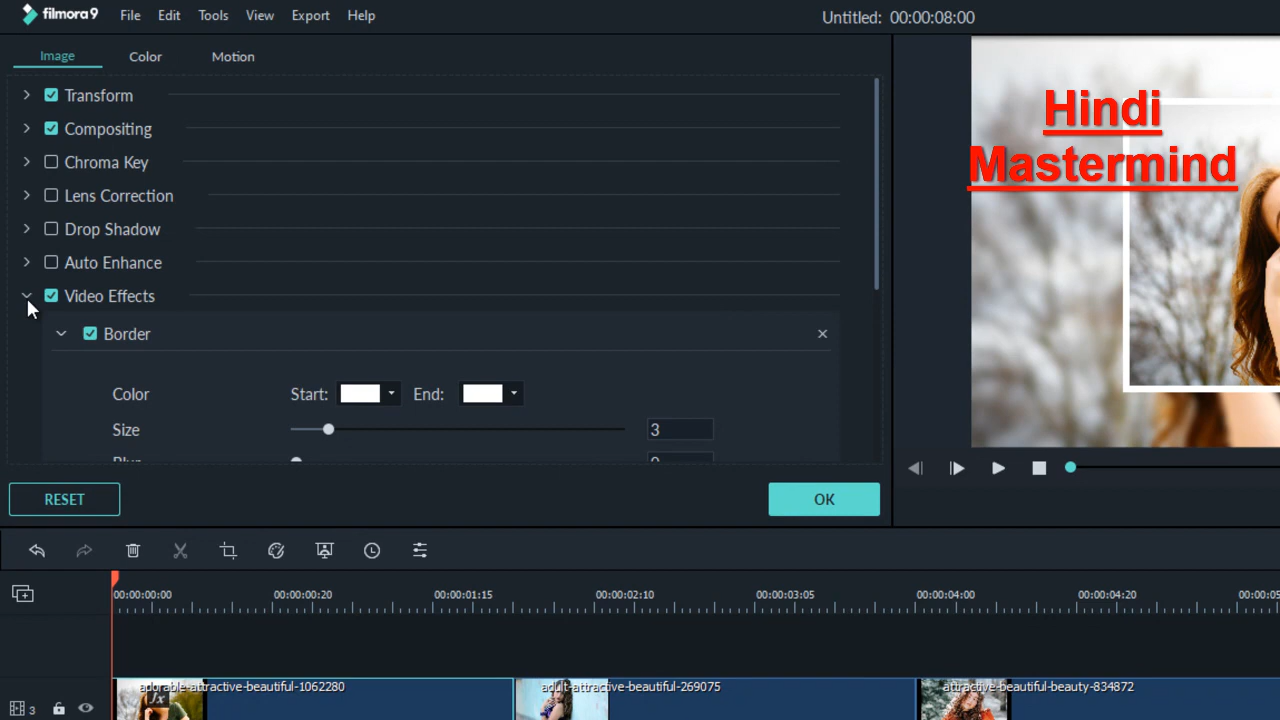 filmora9 File Edit Tools View Export Help Untitled: 00:00:08:00
Image Color Motion
Transform
Compositing
Chroma Key
Lens Correction
Drop Shadow
Auto Enhance
Video Effects
Border
Color Start: End:
Size 3
Blur 0
RESET OK
Hindi
Mastermind
00:00:00:00 00:00:00:20 00:00:01:15 00:00:02:10 00:00:03:05 00:00:04:00 00:00:04:20 00:00:05
adorable-attractive-beautiful-1062280 adult-attractive-beautiful-269075 attractive-beautiful-beauty-834872
fx
3